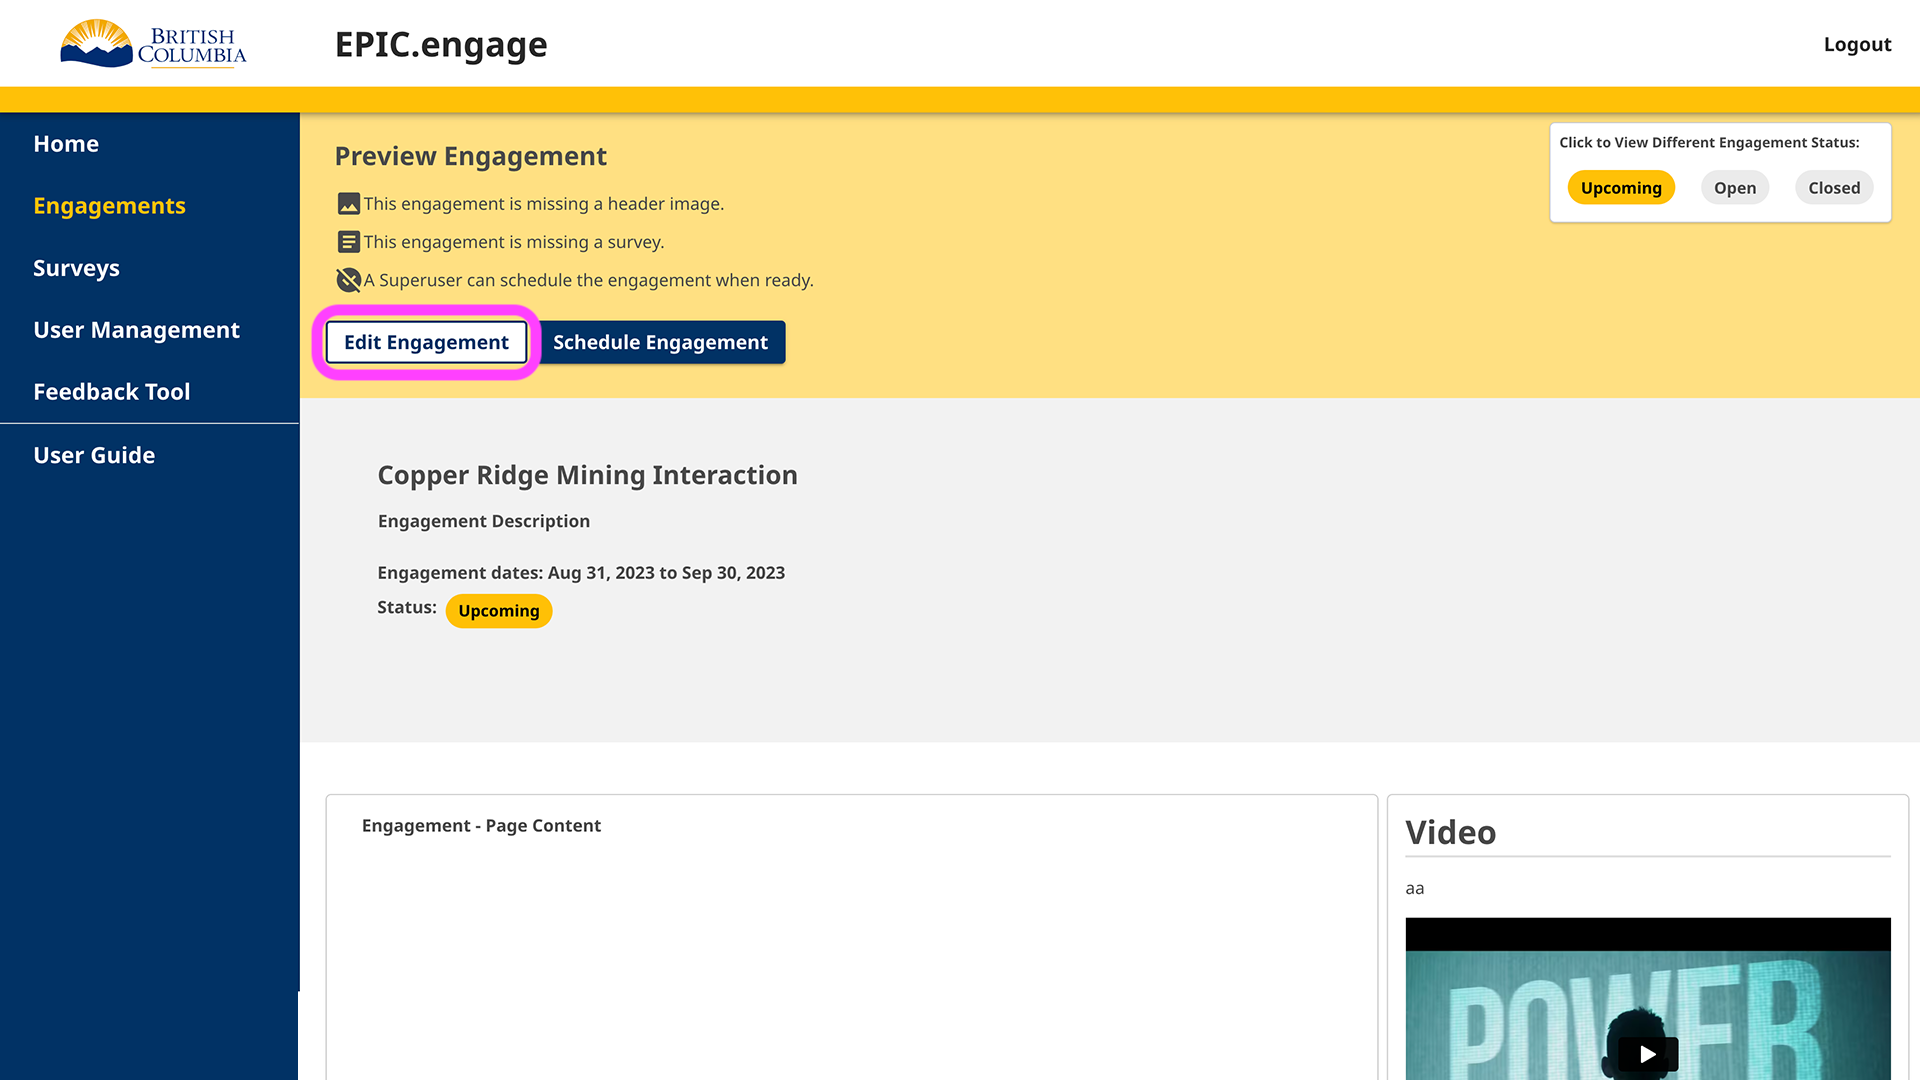 BRITISH
COLUMBIA
EPIC.engage
Logout
Home
Engagements
Surveys
User Management
Feedback Tool
User Guide
Preview Engagement
This engagement is missing a header image.
This engagement is missing a survey.
A Superuser can schedule the engagement when ready.
Edit Engagement
Schedule Engagement
Click to View Different Engagement Status:
Upcoming
Open
Closed
Copper Ridge Mining Interaction
Engagement Description
Engagement dates: Aug 31, 2023 to Sep 30, 2023
Status: Upcoming
Engagement - Page Content
Video
aa
POWER